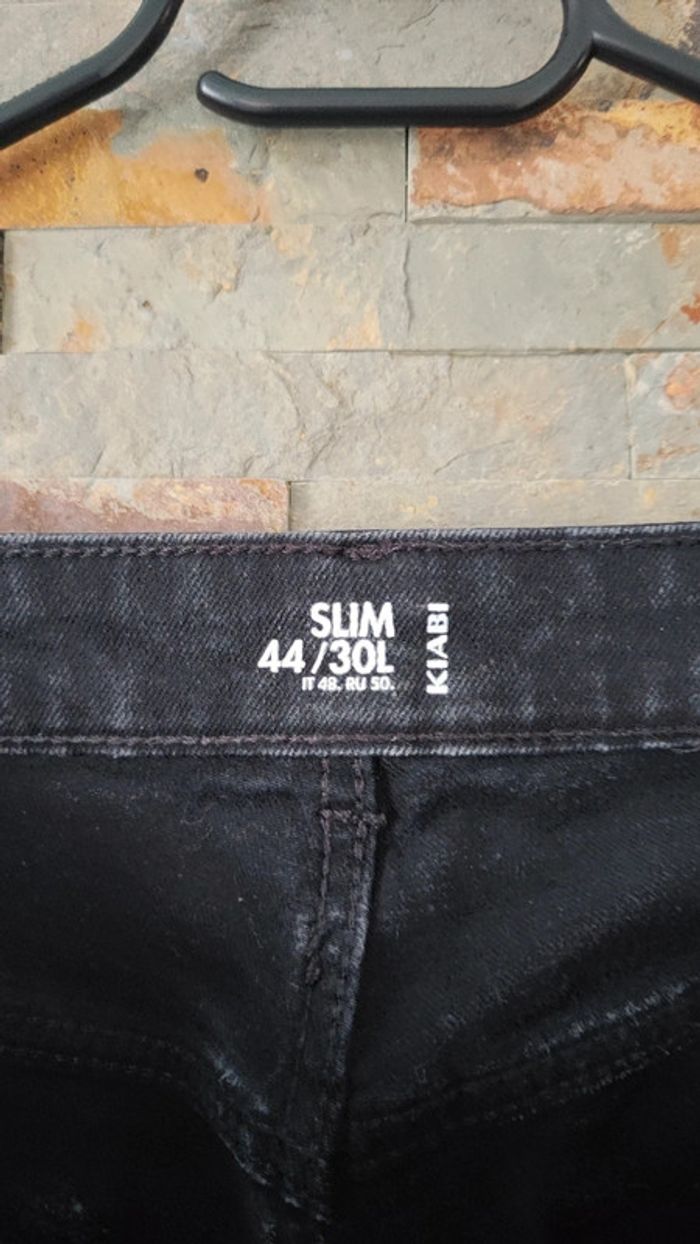 SLIM
44/30L
IT 48. RU 50.
KIABI